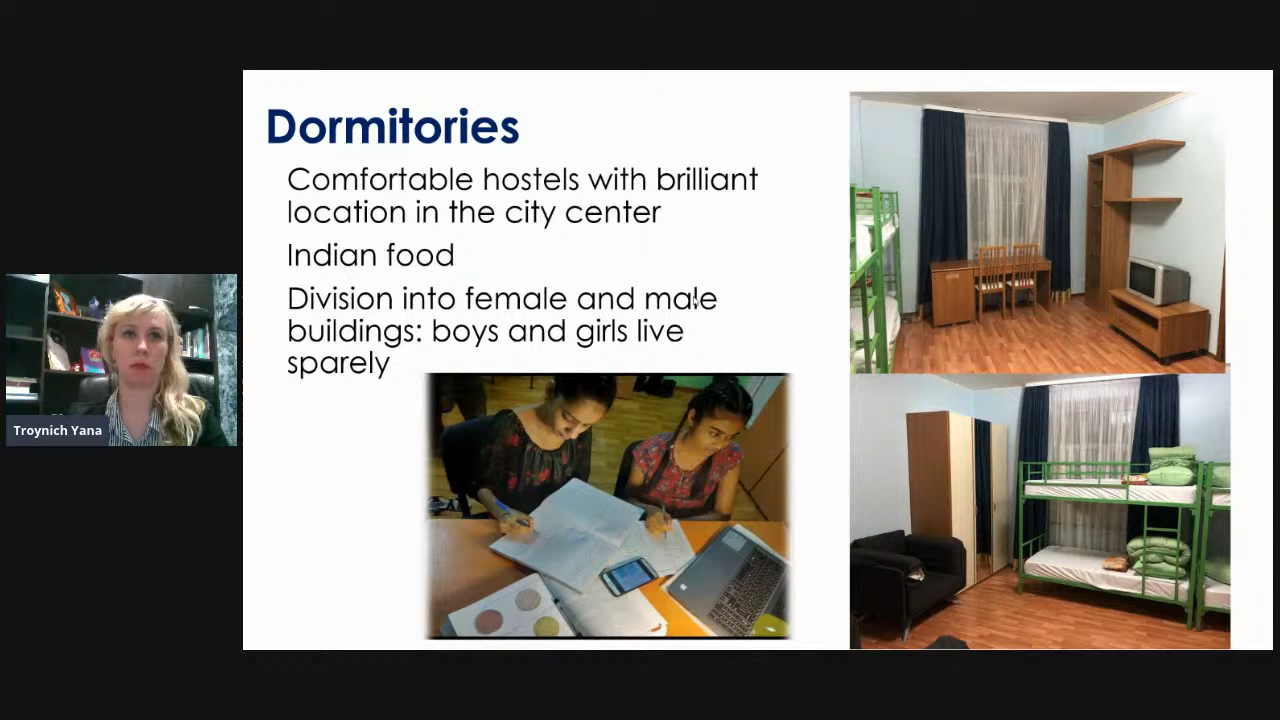 Dormitories
Comfortable hostels with brilliant
location in the city center
Indian food
Division into female and male
buildings: boys and girls live
sparely
Troynich Yana